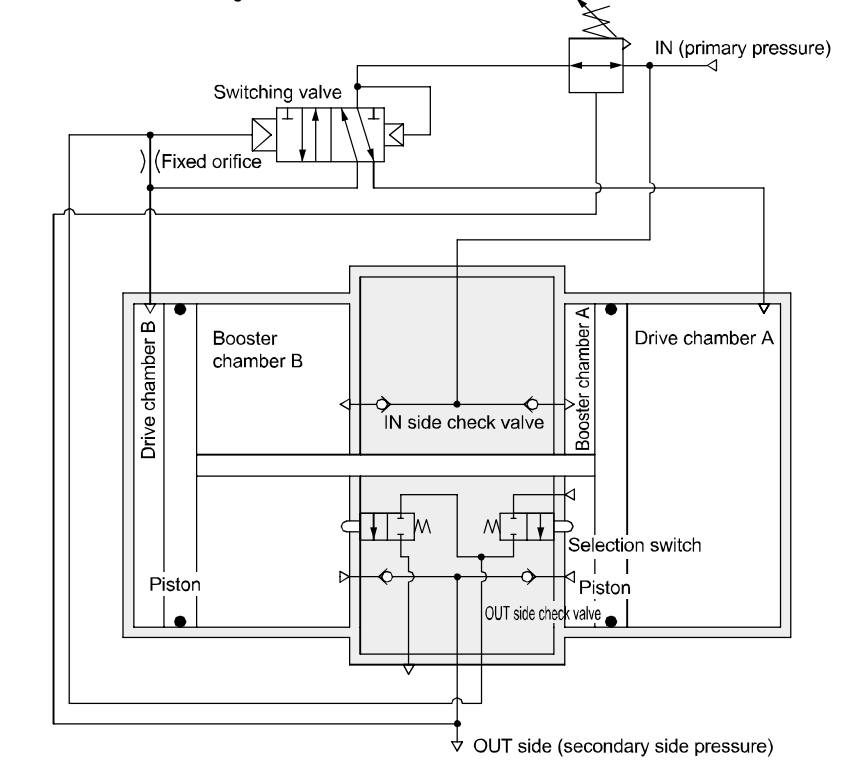 IN (primary pressure)
Switching valve
Fixed orifice
Drive chamber B
Booster
chamber B
Booster chamber A
Drive chamber A
IN side check valve
Selection switch
Piston
Piston
OUT side check valve
OUT side (secondary side pressure)